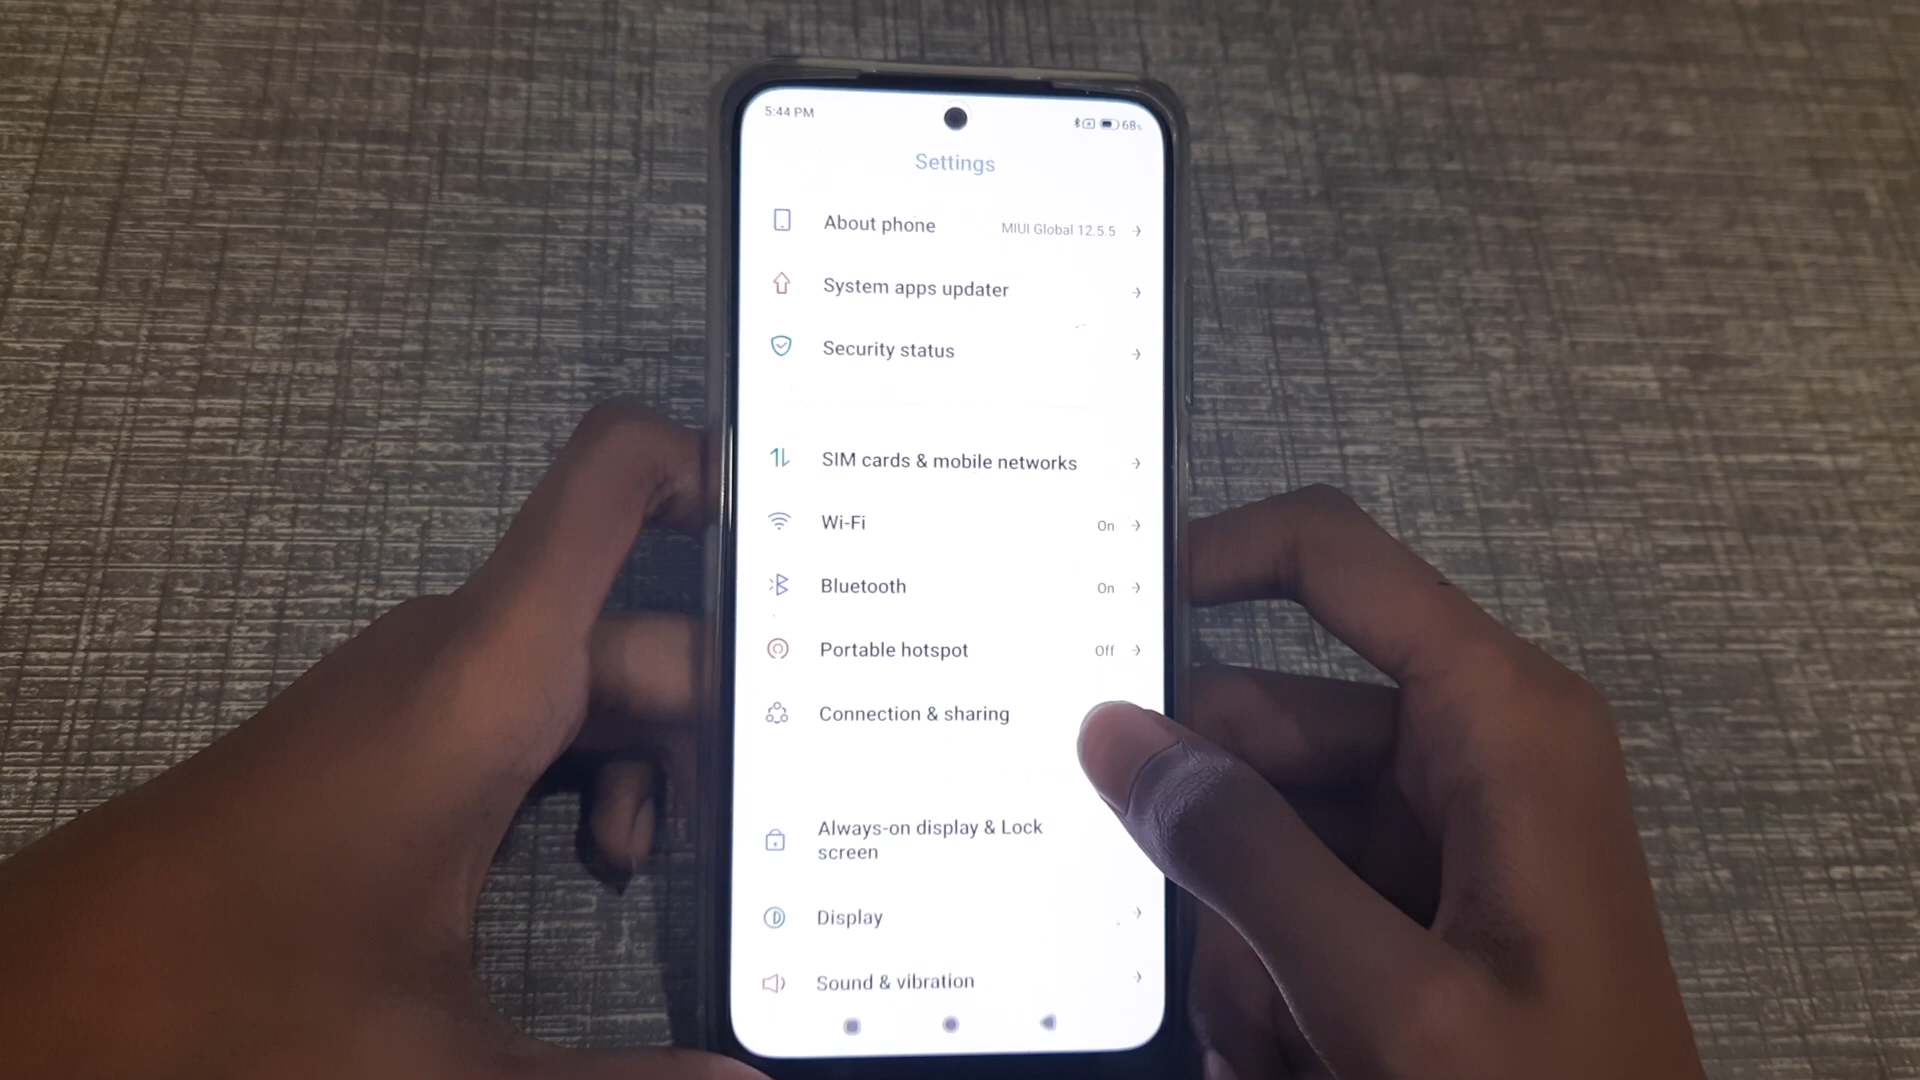 5:44 PM
68%
Settings
About phone
MIUI Global 12.5.5
System apps updater
Security status
SIM cards & mobile networks
Wi-Fi
On
Bluetooth
On
Portable hotspot
Off
Connection & sharing
Always-on display & Lock
screen
Display
Sound & vibration